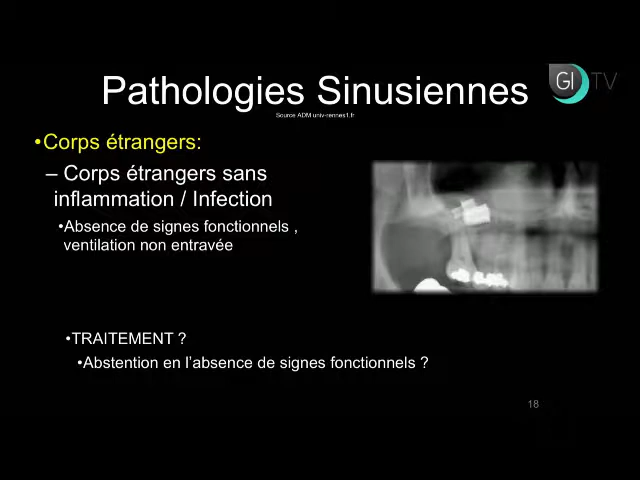 GI TV
Pathologies Sinusiennes
Source ADM univ-rennes1.fr
•Corps étrangers:
– Corps étrangers sans
inflammation / Infection
•Absence de signes fonctionnels ,
ventilation non entravée
•TRAITEMENT ?
•Abstention en l’absence de signes fonctionnels ?
18